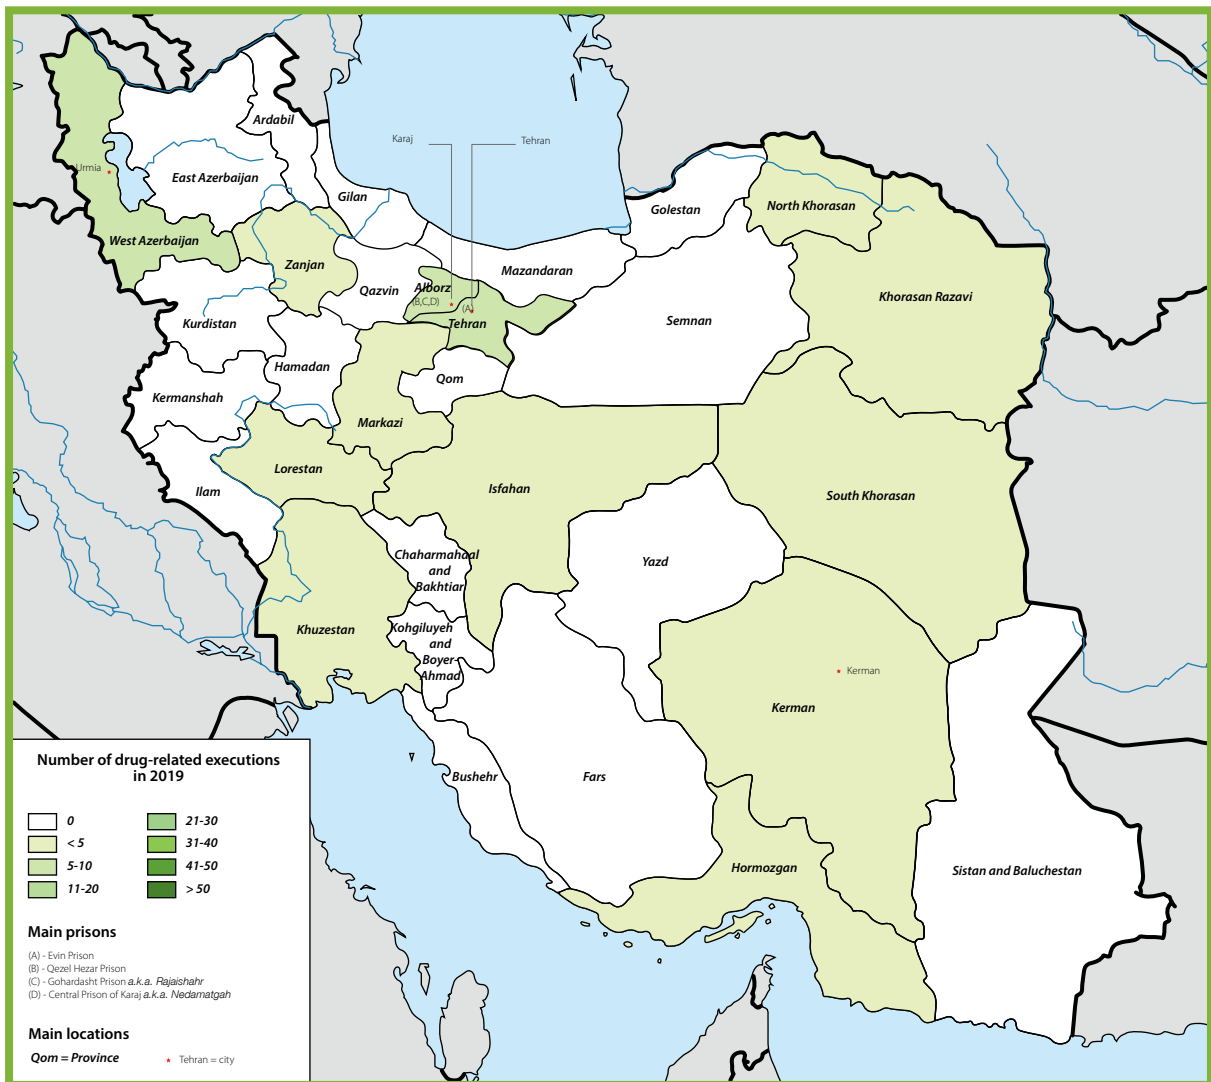 Ardabil
Karaj
Tehran
Urmia
East Azerbaijan
Gilan
Golestan
North Khorasan
West Azerbaijan
Zanjan
Mazandaran
Qazvin
Alborz
(B,C,D)
(A)
Khorasan Razavi
Kurdistan
Tehran
Semnan
Hamadan
Qom
Kermanshah
Markazi
Lorestan
Ilam
Isfahan
South Khorasan
Chaharmahaal
and
Bakhtiar
Yazd
Khuzestan
Kohgiluyeh
and
Boyer-
Ahmad
Kerman
Kerman
Bushehr
Fars
Hormozgan
Sistan and Baluchestan
Number of drug-related executions
in 2019
0
21-30
< 5
31-40
5-10
41-50
11-20
> 50
Main prisons
(A) - Evin Prison
(B) - Qezel Hezar Prison
(C) - Gohardasht Prison a.k.a. Rajaishahr
(D) - Central Prison of Karaj a.k.a. Nedamatgah
Main locations
Qom = Province
Tehran = city